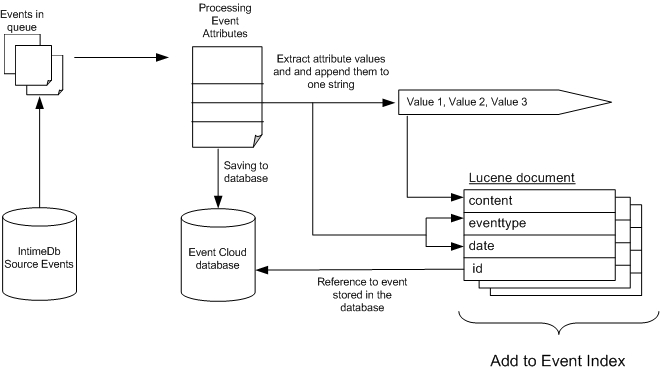 Events in
queue
Processing
Event
Attributes
Extract attribute values
and and append them to
one string
Value 1, Value 2, Value 3
Saving to
database
Lucene document
content
eventtype
date
id
IntimeDb
Source Events
Event Cloud
database
Reference to event
stored in the
database
Add to Event Index